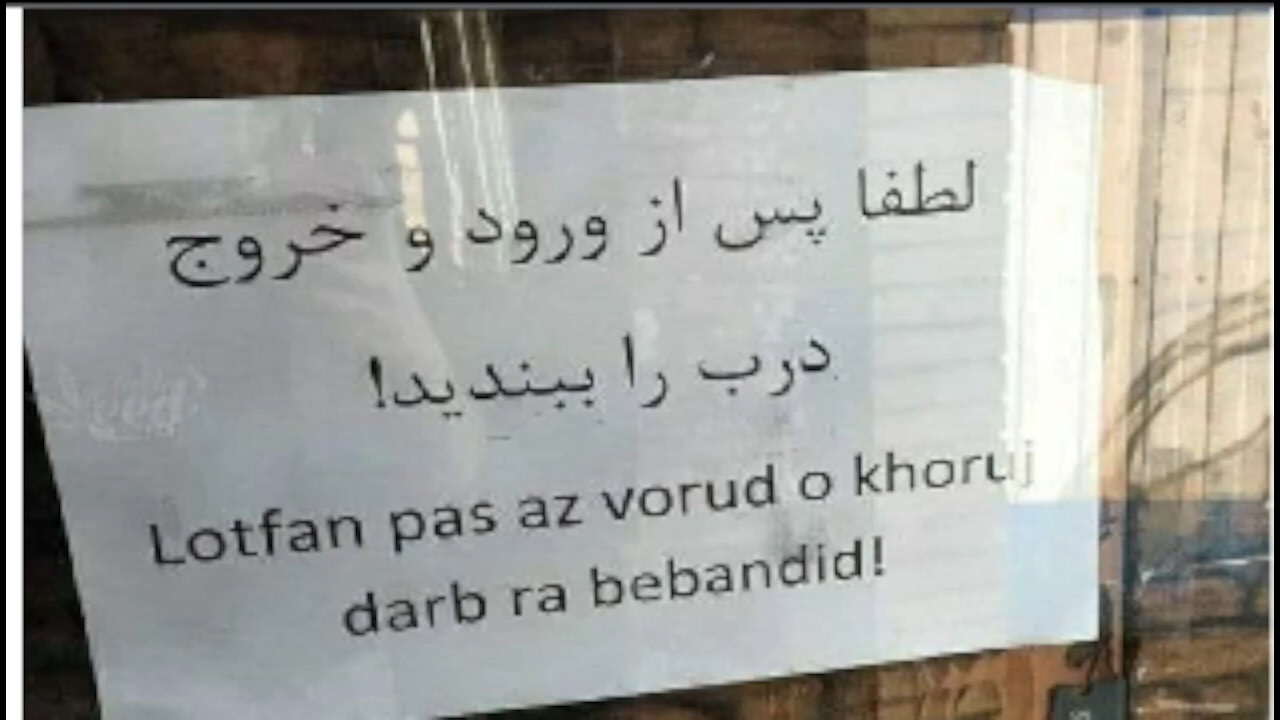 لطفا پس از ورود و خروج
درب را ببندید!
Lotfan pas az vorud o khoruj
darb ra bebandid!